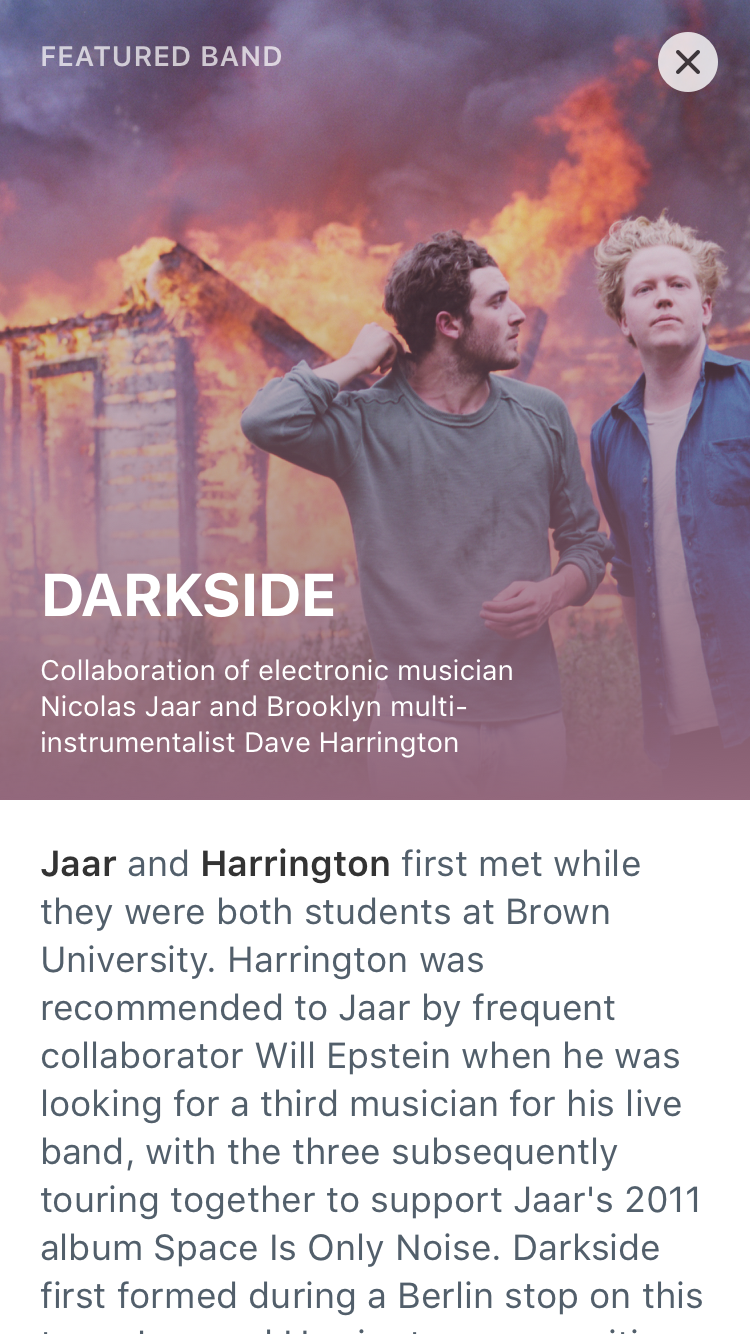 FEATURED BAND
DARKSIDE
Collaboration of electronic musician
Nicolas Jaar and Brooklyn multi-
instrumentalist Dave Harrington
Jaar and Harrington first met while
they were both students at Brown
University. Harrington was
recommended to Jaar by frequent
collaborator Will Epstein when he was
looking for a third musician for his live
band, with the three subsequently
touring together to support Jaar's 2011
album Space Is Only Noise. Darkside
first formed during a Berlin stop on this